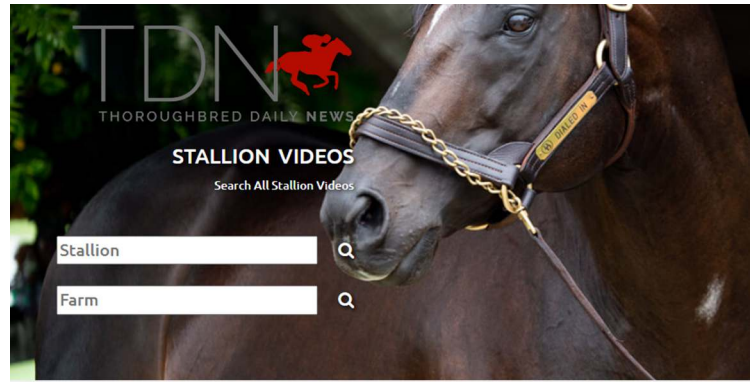 TDN
THOROUGHBRED DAILY NEWS
STALLION VIDEOS
Search All Stallion Videos
DIALED IN
Stallion
Farm